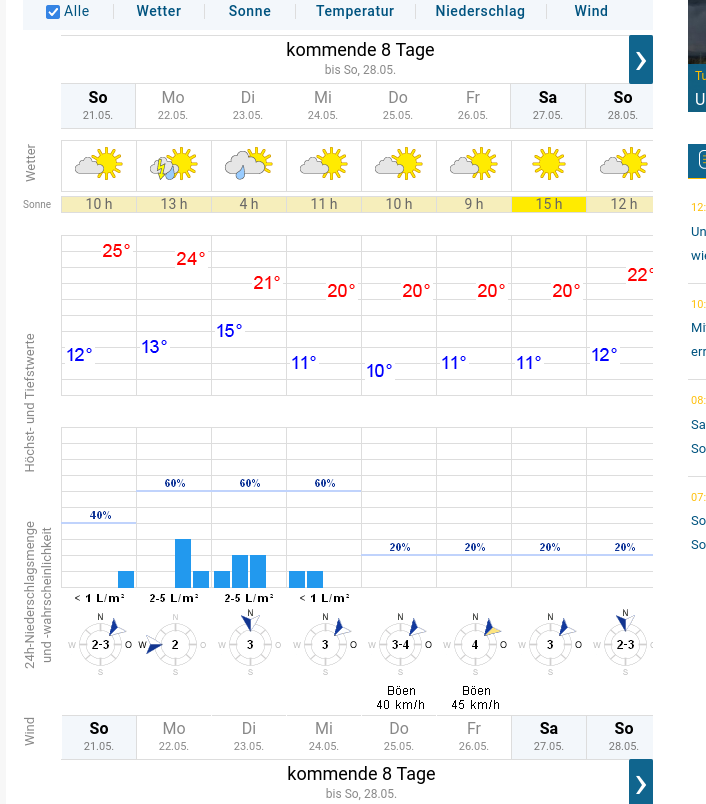 Alle
Wetter
Sonne
Temperatur
Niederschlag
Wind
kommende 8 Tage
bis So, 28.05.
So Mo Di Mi Do Fr Sa So
21.05. 22.05. 23.05. 24.05. 25.05. 26.05. 27.05. 28.05.
Wetter
Sonne 10 h 13 h 4 h 11 h 10 h 9 h 15 h 12 h
Höchst- und Tiefstwerte
25° 24° 21° 20° 20° 20° 20° 22°
12° 13° 15° 11° 10° 11° 11° 12°
24h-Niederschlagsmenge
und -wahrscheinlichkeit
40% 60% 60% 60% 20% 20% 20% 20%
< 1 L/m² 2-5 L/m² 2-5 L/m² < 1 L/m²
Wind
N N N N N N N N
W 2-3 O W 2 O W 3 O W 3 O W 3-4 O W 4 O W 3 O W 2-3 O
S S S S S S S S
Böen Böen
40 km/h 45 km/h
So Mo Di Mi Do Fr Sa So
21.05. 22.05. 23.05. 24.05. 25.05. 26.05. 27.05. 28.05.
kommende 8 Tage
bis So, 28.05.
Tu
U
12:
Un
wie
10:
Mi
err
08:
Sa
So
07:
So
So